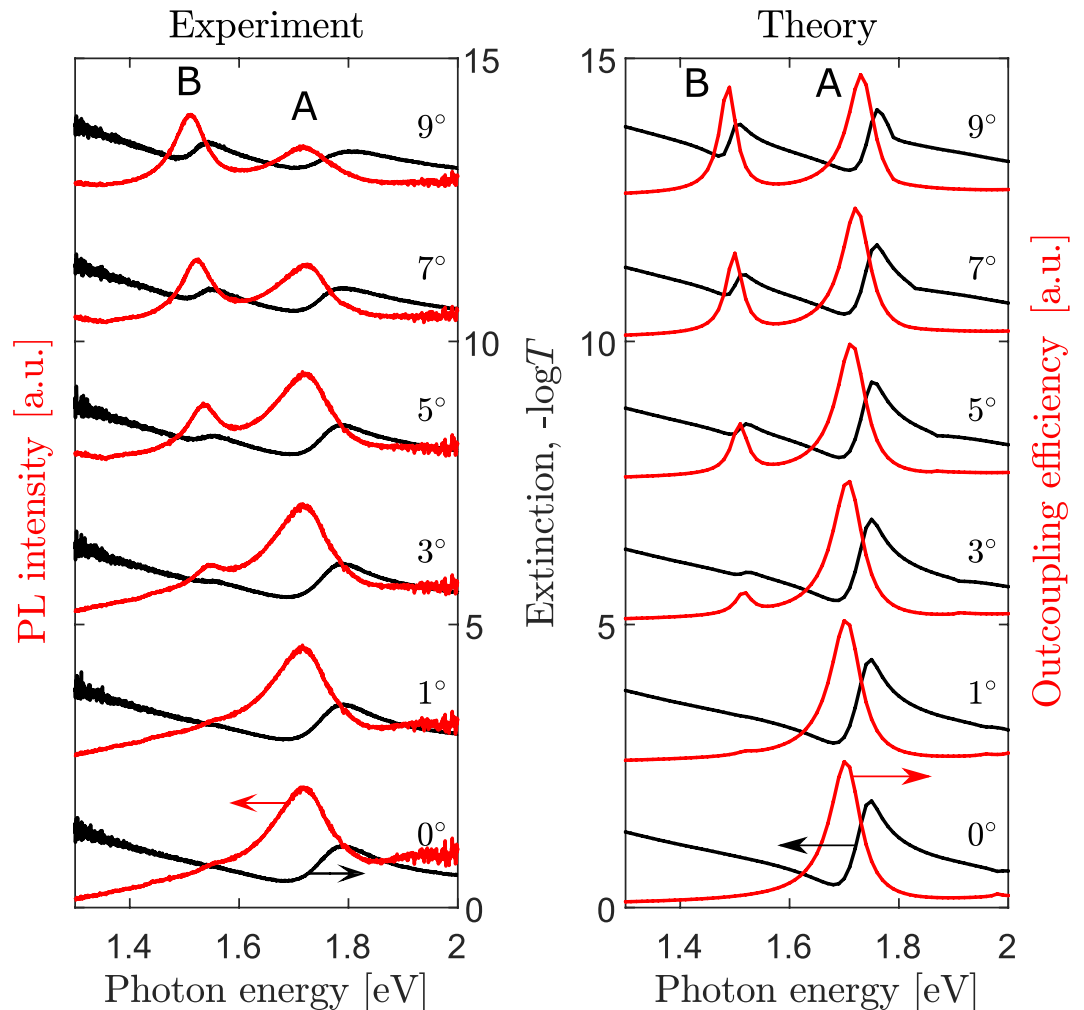 Experiment
B
A
9°
7°
5°
3°
1°
0°
15
10
5
0
1.4 1.6 1.8 2
Photon energy [eV]
PL intensity [a.u.]
Extinction, -logT
Theory
B
A
9°
7°
5°
3°
1°
0°
15
10
5
0
1.4 1.6 1.8 2
Photon energy [eV]
Outcoupling efficiency [a.u.]